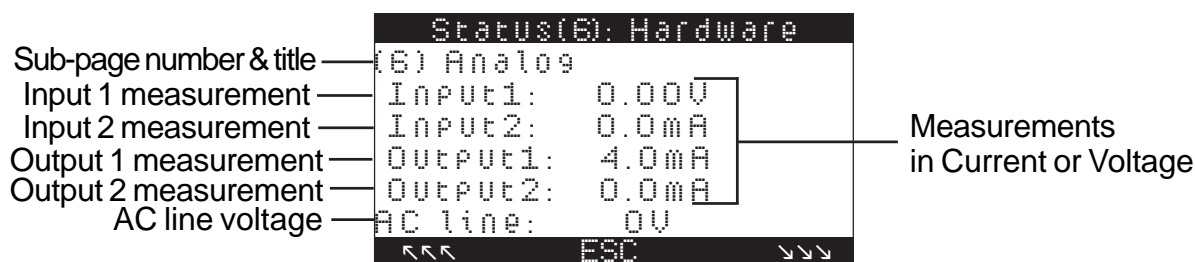 Status(6): Hardware
Sub-page number & title
(6) Analog
Input 1 measurement
Input1: 0.00V
Input 2 measurement
Input2: 0.0mA
Output 1 measurement
Output1: 4.0mA
Output 2 measurement
Output2: 0.0mA
AC line voltage
AC line: 0V
Measurements
in Current or Voltage
↖↖↖ ESC ↘↘↘